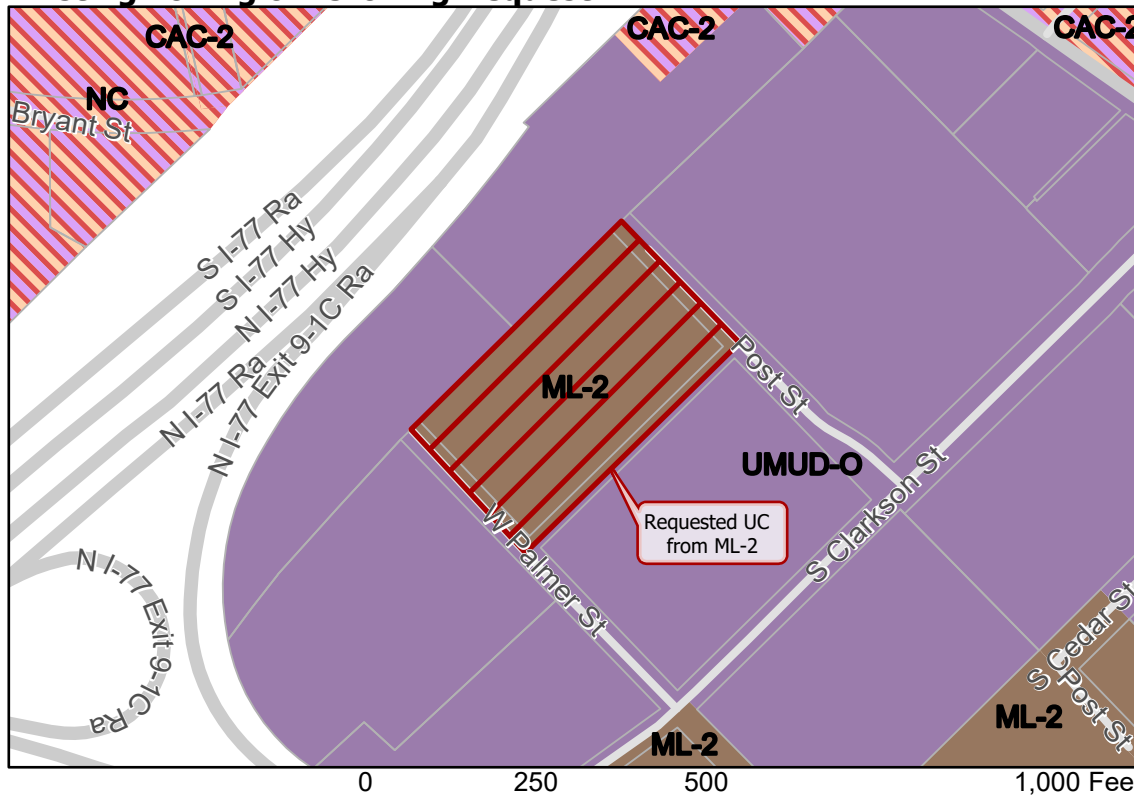 CAC-2
CAC-2
CAC-2
NC
Bryant St
S I-77 Ra
S I-77 Hy
N I-77 Hy
N I-77 Ra
N I-77 Exit 9-1C Ra
ML-2
Post St
UMUD-O
Requested UC
from ML-2
W Palmer St
S Clarkson St
N I-77 Exit 9-1C Ra
S Cedar St
Post St
ML-2
ML-2
0 250 500 1,000 Fee